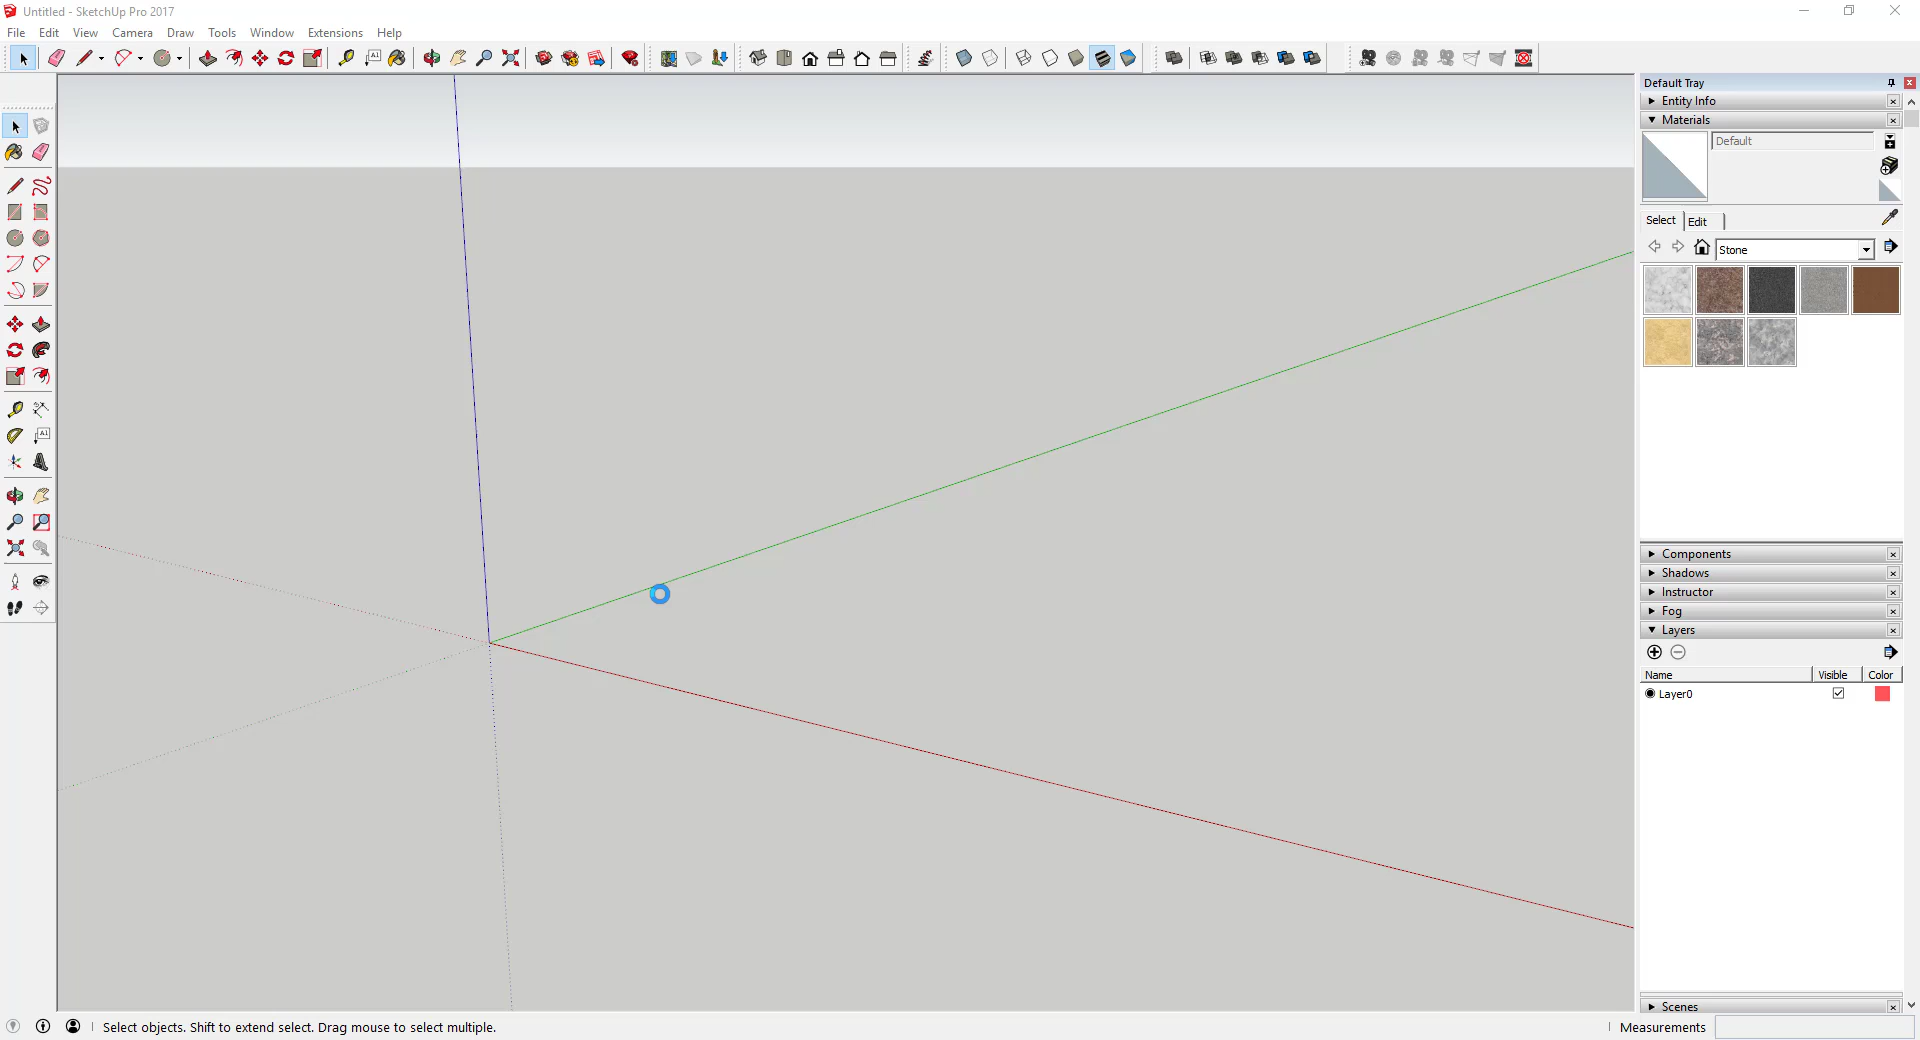 Untitled - SketchUp Pro 2017
File Edit View Camera Draw Tools Window Extensions Help
Default Tray
Entity Info
Materials
Default
Select Edit
Stone
A1
A1
Components
Shadows
Instructor
Fog
Layers
Name Visible Color
Layer0
Scenes
Select objects. Shift to extend select. Drag mouse to select multiple.
Measurements